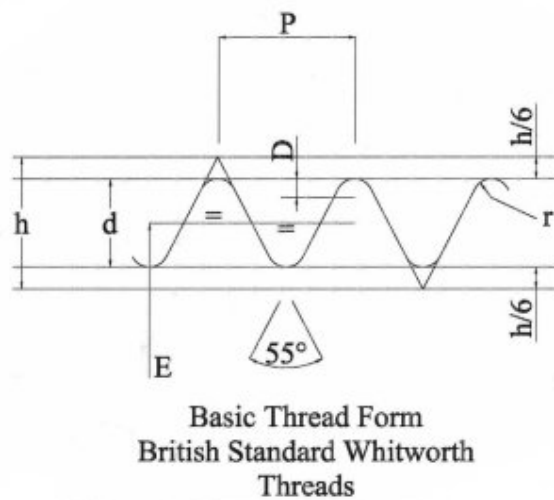 P
h/6
D
h
d
=
=
r
h/6
E
55°
Basic Thread Form
British Standard Whitworth
Threads